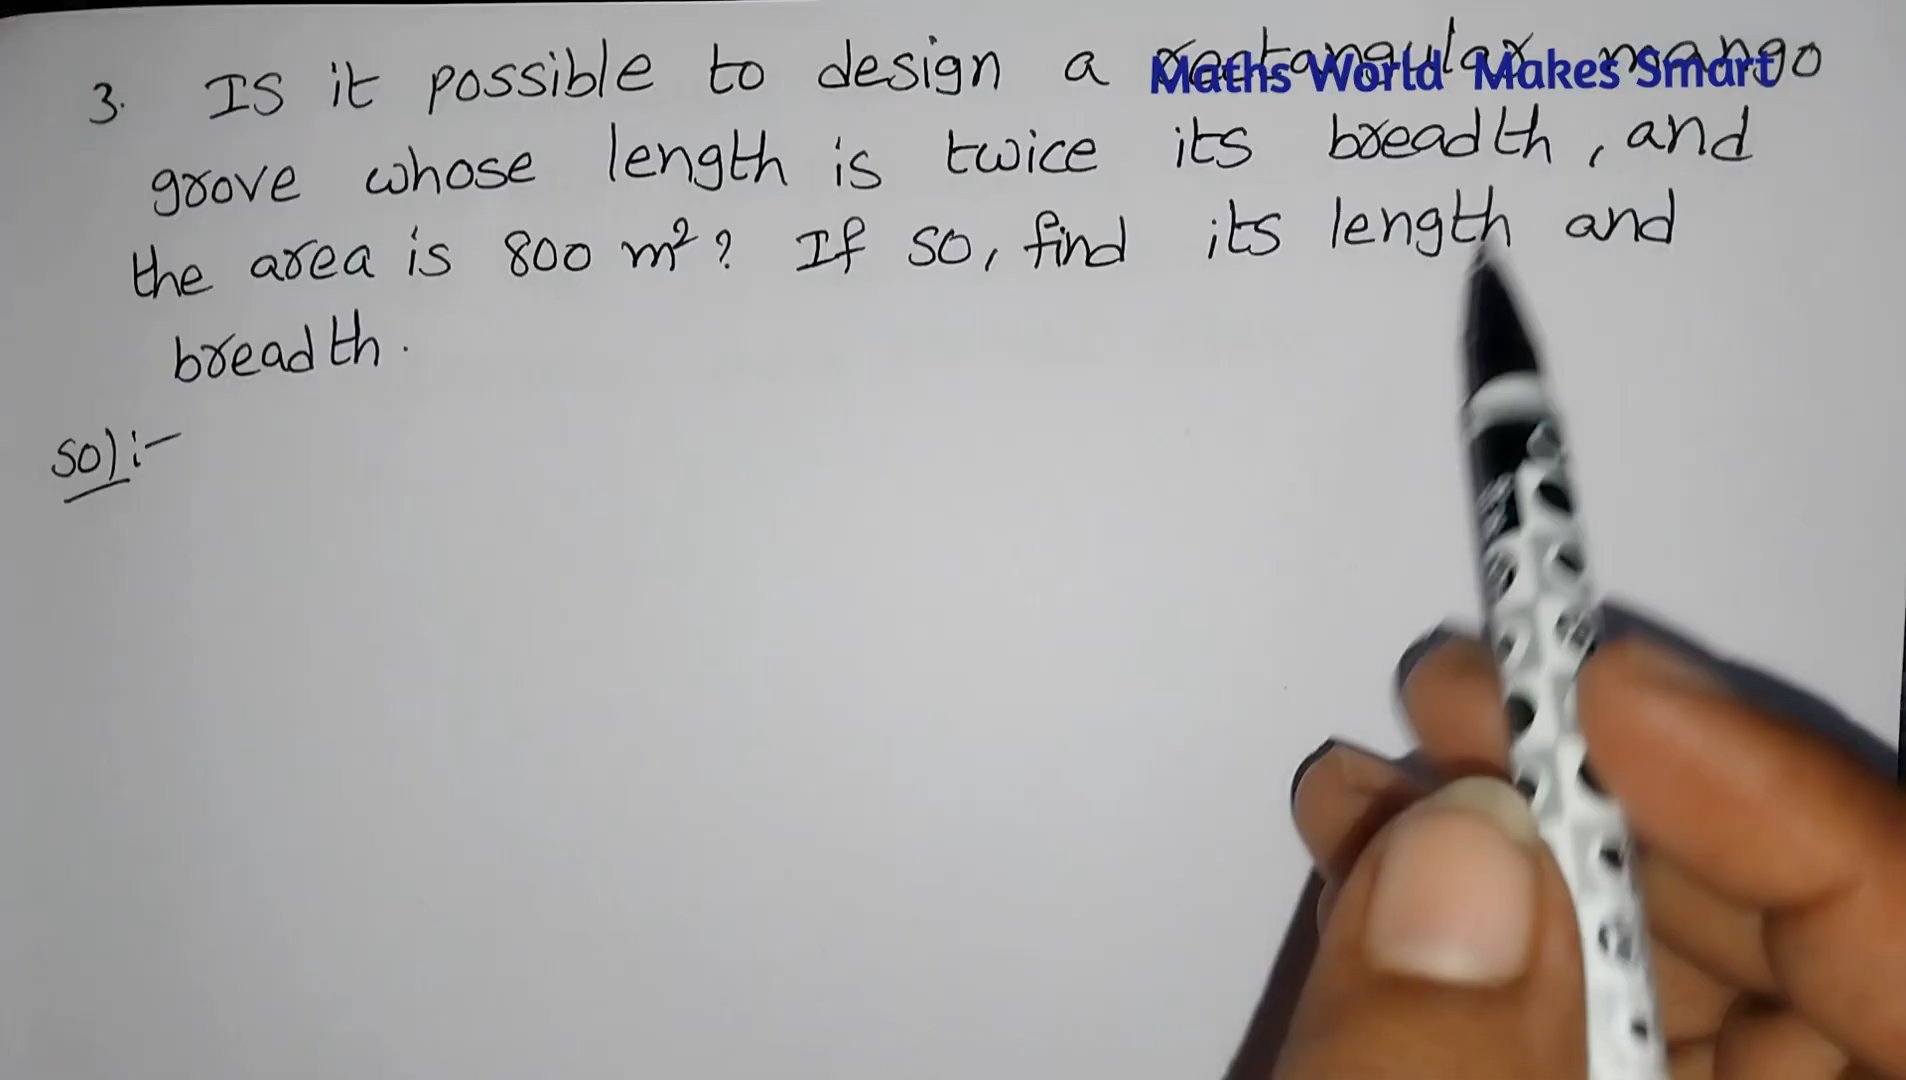 3. Is it possible to design a rectangular mango
Maths World Makes Smart
grove whose length is twice its breadth, and
the area is 800 m²? If so, find its length and
breadth.
Sol:-